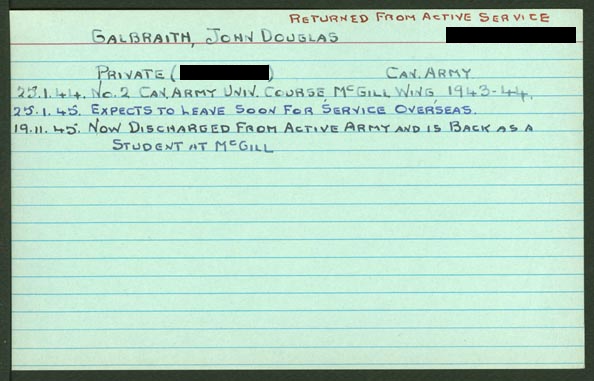 RETURNED FROM ACTIVE SERVICE
GALBRAITH, JOHN DOUGLAS
PRIVATE ( ) CAN. ARMY
25.1.44. No. 2 CAN. ARMY UNIV. COURSE, McGILL WING 1943-44.
25.1.45. EXPECTS TO LEAVE SOON FOR SERVICE OVERSEAS.
19.11.45. NOW DISCHARGED FROM ACTIVE ARMY AND IS BACK AS A
STUDENT AT McGILL